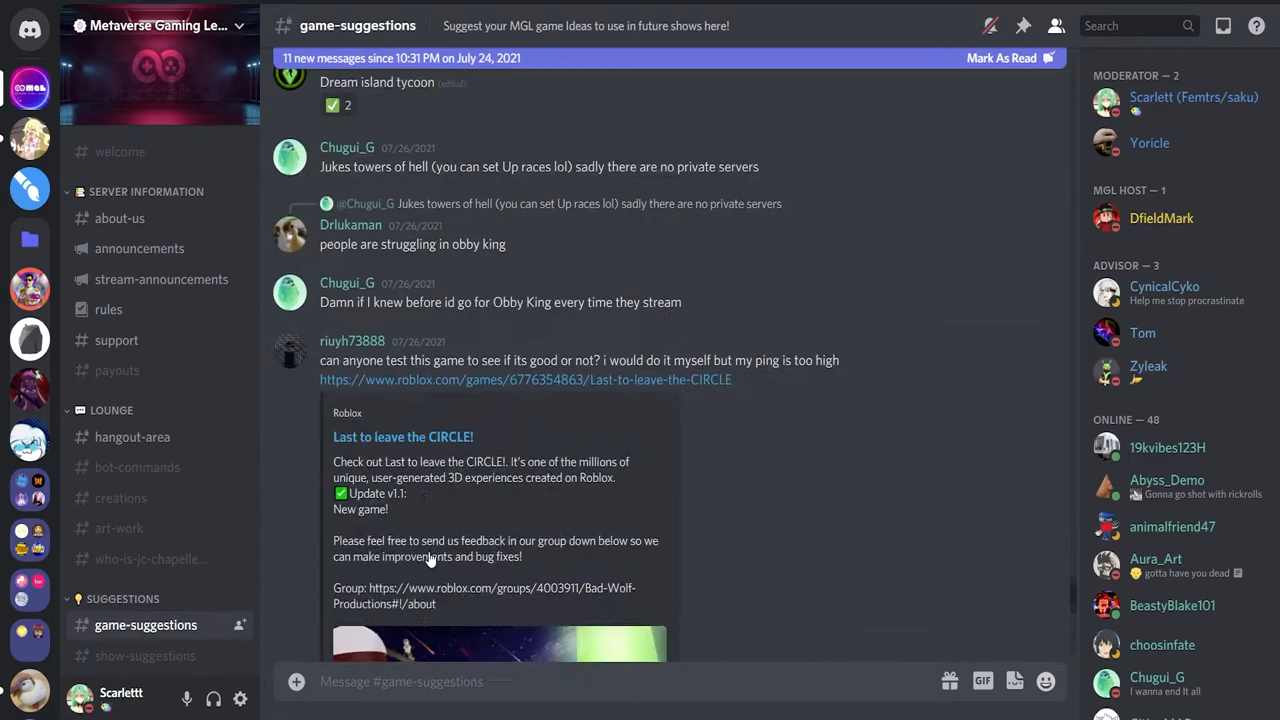 Metaverse Gaming Le...
# welcome
SERVER INFORMATION
about-us
announcements
stream-announcements
rules
support
payouts
LOUNGE
hangout-area
bot-commands
creations
art-work
who-is-jc-chapelle...
SUGGESTIONS
game-suggestions
show-suggestions
Scarlettt
game-suggestions
Suggest your MGL game Ideas to use in future shows here!
Search
11 new messages since 10:31 PM on July 24, 2021
Mark As Read
Dream island tycoon (edited)
✅ 2
Chugui_G 07/26/2021
Jukes towers of hell (you can set Up races lol) sadly there are no private servers
@Chugui_G Jukes towers of hell (you can set Up races lol) sadly there are no private servers
Drlukaman 07/26/2021
people are struggling in obby king
Chugui_G 07/26/2021
Damn if I knew before id go for Obby King every time they stream
riuyh73888 07/26/2021
can anyone test this game to see if its good or not? i would do it myself but my ping is too high
https://www.roblox.com/games/6776354863/Last-to-leave-the-CIRCLE
Roblox
Last to leave the CIRCLE!
Check out Last to leave the CIRCLE!. It's one of the millions of
unique, user-generated 3D experiences created on Roblox.
✅Update v1.1:
New game!
Please feel free to send us feedback in our group down below so we
can make improvements and bug fixes!
Group: https://www.roblox.com/groups/4003911/Bad-Wolf-
Productions#!/about
Message #game-suggestions
GIF
MODERATOR — 2
Scarlett (Femtrs/saku)
Yoricle
MGL HOST — 1
DfieldMark
ADVISOR — 3
CynicalCyko
Help me stop procrastinate
Tom
Zyleak
ONLINE — 48
19kvibes123H
Abyss_Demo
Gonna go shot with rickrolls
animalfriend47
Aura_Art
gotta have you dead
BeastyBlake101
choosinfate
Chugui_G
I wanna end It all